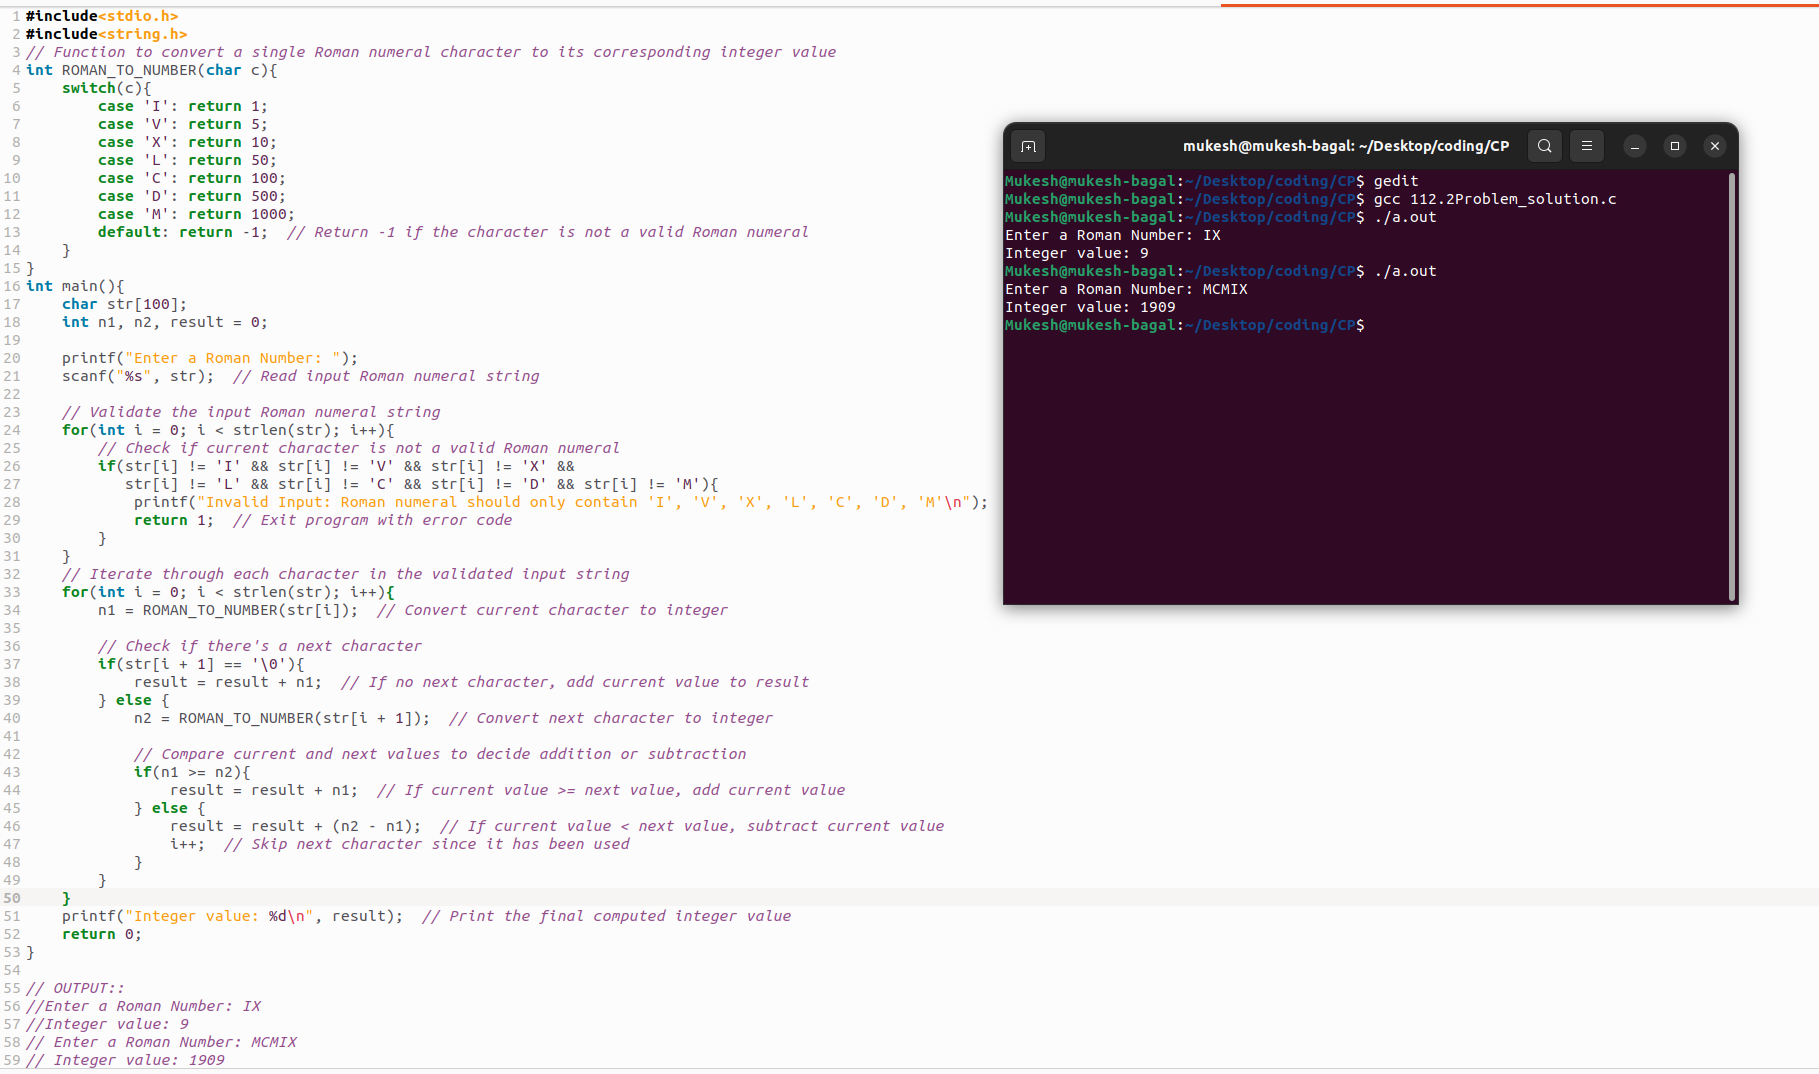 1 #include<stdio.h>
2 #include<string.h>
3 // Function to convert a single Roman numeral character to its corresponding integer value
4 int ROMAN_TO_NUMBER(char c){
5     switch(c){
6         case 'I': return 1;
7         case 'V': return 5;
8         case 'X': return 10;
9         case 'L': return 50;
10         case 'C': return 100;
11         case 'D': return 500;
12         case 'M': return 1000;
13         default: return -1;  // Return -1 if the character is not a valid Roman numeral
14     }
15 }
16 int main(){
17     char str[100];
18     int n1, n2, result = 0;
19
20     printf("Enter a Roman Number: ");
21     scanf("%s", str);  // Read input Roman numeral string
22
23     // Validate the input Roman numeral string
24     for(int i = 0; i < strlen(str); i++){
25         // Check if current character is not a valid Roman numeral
26         if(str[i] != 'I' && str[i] != 'V' && str[i] != 'X' &&
27            str[i] != 'L' && str[i] != 'C' && str[i] != 'D' && str[i] != 'M'){
28             printf("Invalid Input: Roman numeral should only contain 'I', 'V', 'X', 'L', 'C', 'D', 'M'\n");
29             return 1;  // Exit program with error code
30         }
31     }
32     // Iterate through each character in the validated input string
33     for(int i = 0; i < strlen(str); i++){
34         n1 = ROMAN_TO_NUMBER(str[i]);  // Convert current character to integer
35
36         // Check if there's a next character
37         if(str[i + 1] == '\0'){
38             result = result + n1;  // If no next character, add current value to result
39         } else {
40             n2 = ROMAN_TO_NUMBER(str[i + 1]);  // Convert next character to integer
41
42             // Compare current and next values to decide addition or subtraction
43             if(n1 >= n2){
44                 result = result + n1;  // If current value >= next value, add current value
45             } else {
46                 result = result + (n2 - n1);  // If current value < next value, subtract current value
47                 i++;  // Skip next character since it has been used
48             }
49         }
50     }
51     printf("Integer value: %d\n", result);  // Print the final computed integer value
52     return 0;
53 }
54
55 // OUTPUT::
56 //Enter a Roman Number: IX
57 //Integer value: 9
58 // Enter a Roman Number: MCMIX
59 // Integer value: 1909
mukesh@mukesh-bagal: ~/Desktop/coding/CP
Mukesh@mukesh-bagal:~/Desktop/coding/CP$ gedit
Mukesh@mukesh-bagal:~/Desktop/coding/CP$ gcc 112.2Problem_solution.c
Mukesh@mukesh-bagal:~/Desktop/coding/CP$ ./a.out
Enter a Roman Number: IX
Integer value: 9
Mukesh@mukesh-bagal:~/Desktop/coding/CP$ ./a.out
Enter a Roman Number: MCMIX
Integer value: 1909
Mukesh@mukesh-bagal:~/Desktop/coding/CP$